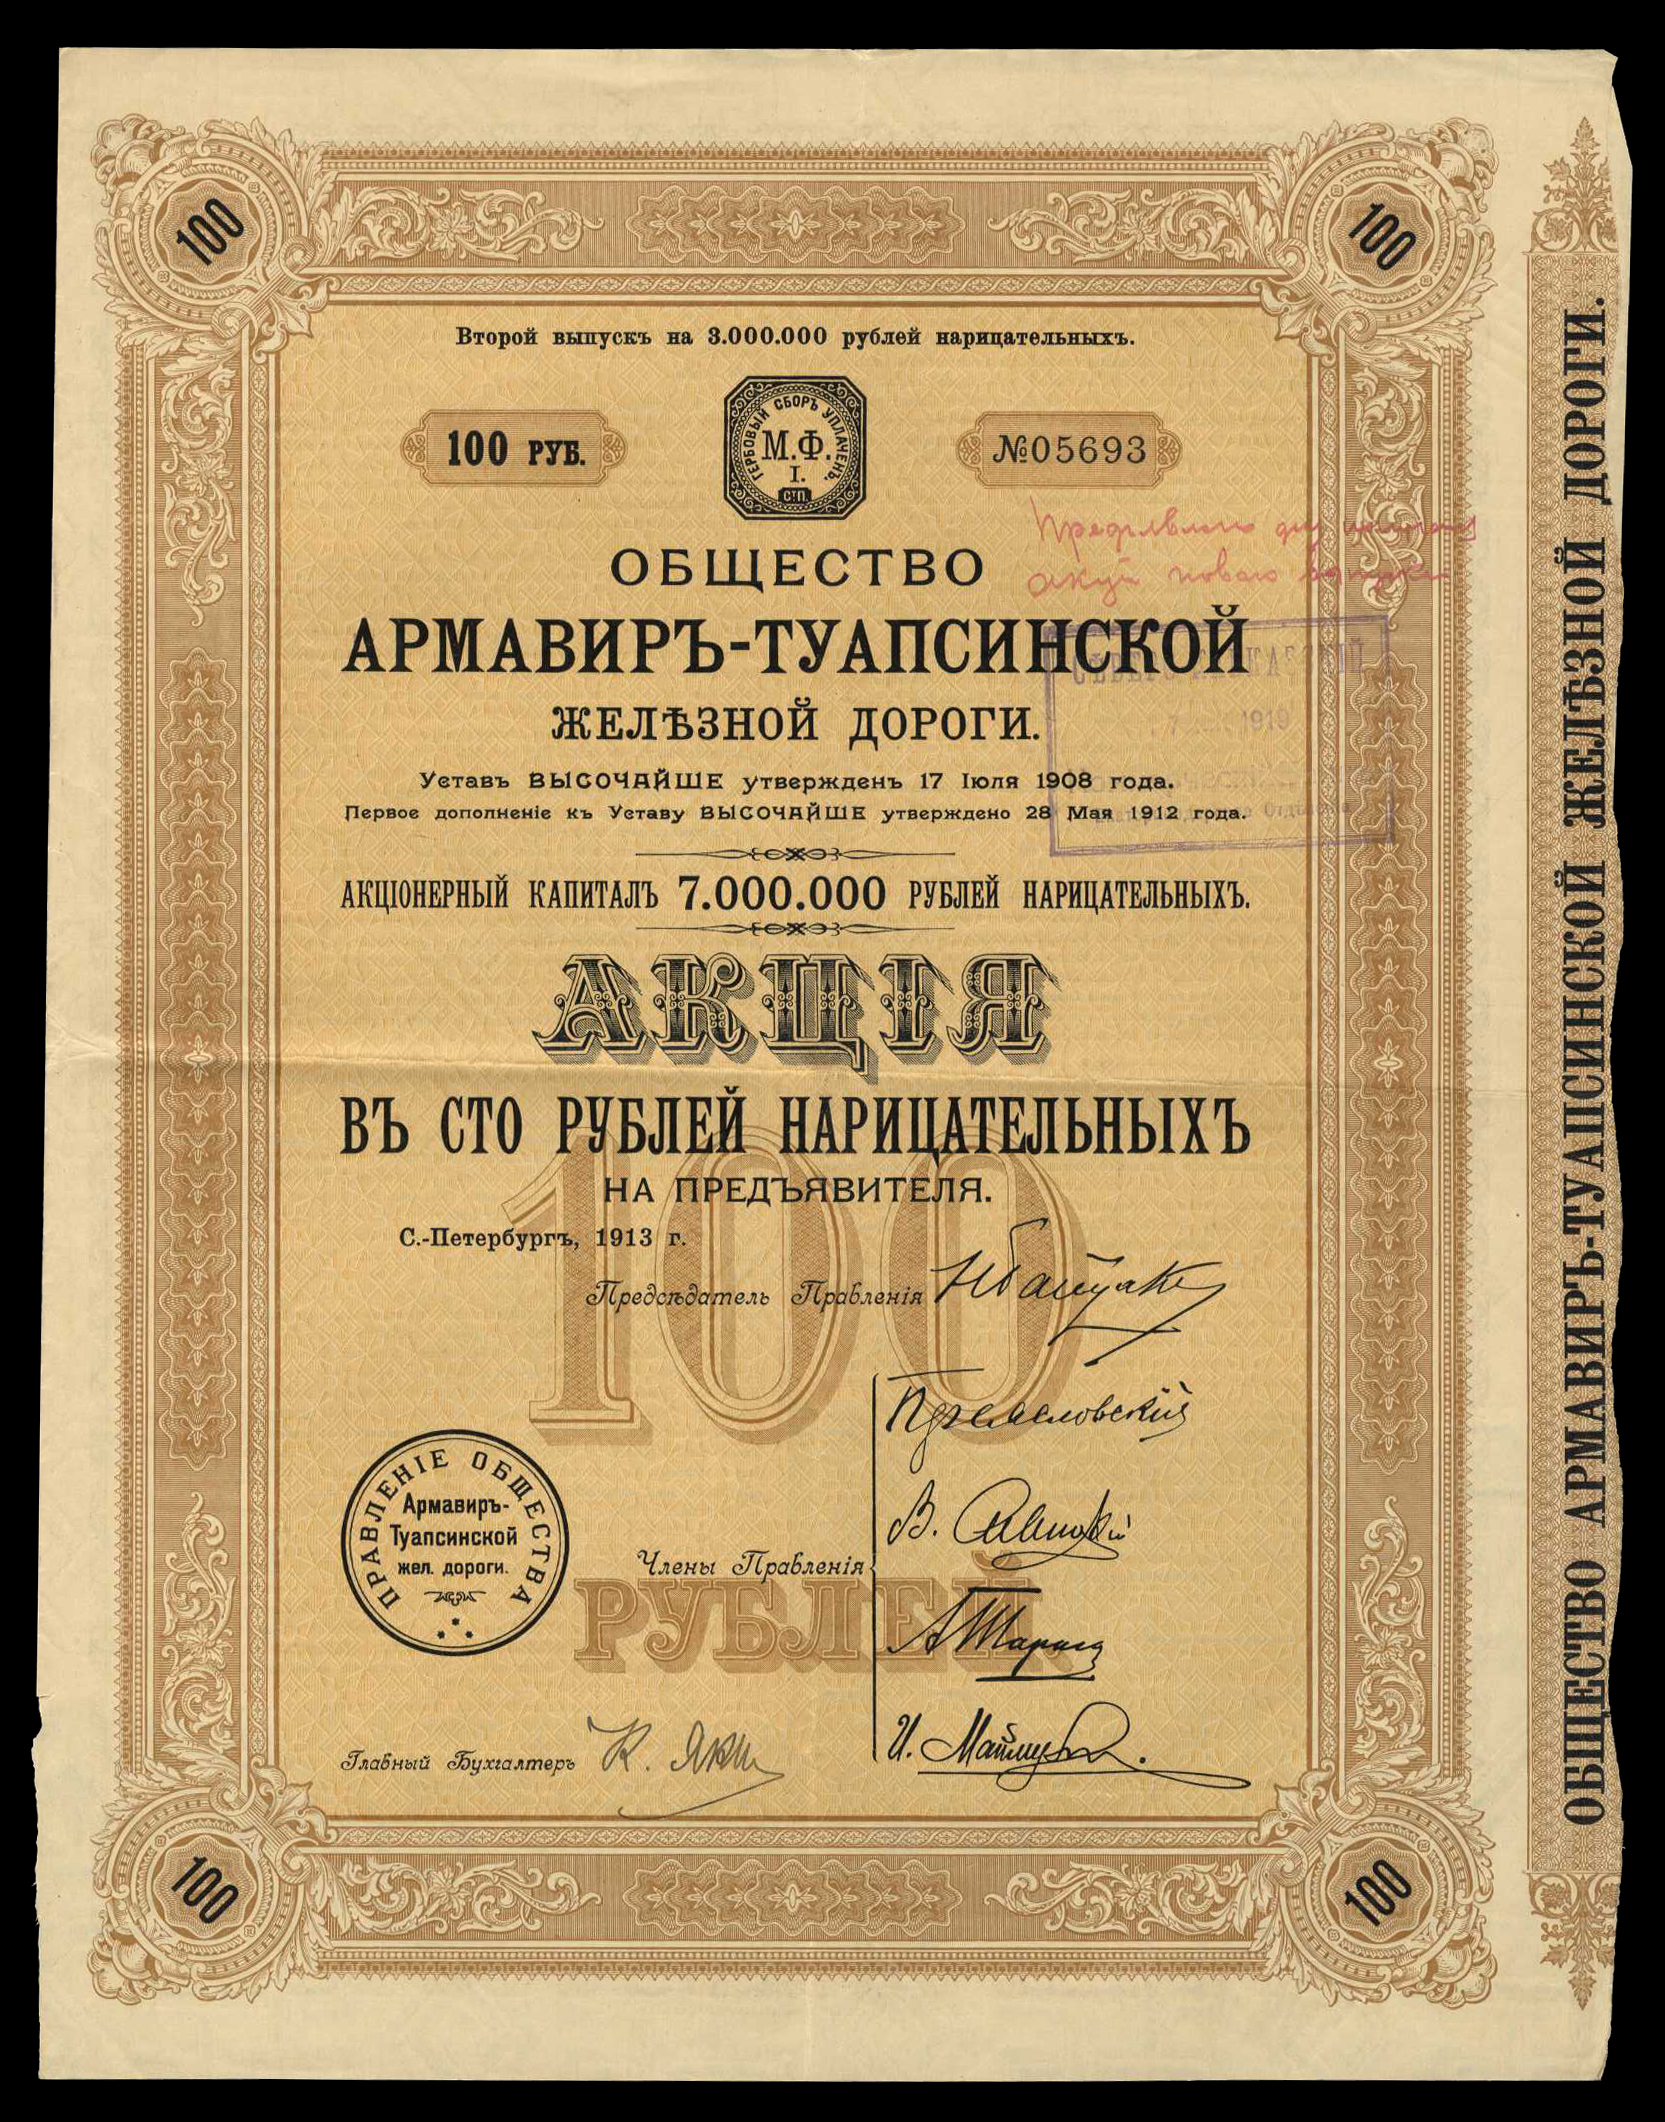 100
100
Второй выпускъ на 3.000.000 рублей нарицательныхъ.
100 РУБ.
ГЕРБОВЫЙ СБОРЪ УПЛАЧЕНЪ.
М.Ф.
I.
СТП.
№05693
акцій новаго
ОБЩЕСТВО
АРМАВИРЪ-ТУАПСИНСКОЙ
ЖЕЛѢЗНОЙ ДОРОГИ.
1919
Уставъ ВЫСОЧАЙШЕ утвержденъ 17 Іюля 1908 года.
Первое дополненіе къ Уставу ВЫСОЧАЙШЕ утверждено 28 Мая 1912 года.
АКЦІОНЕРНЫЙ КАПИТАЛЪ 7.000.000 РУБЛЕЙ НАРИЦАТЕЛЬНЫХЪ.
АКЦІЯ
ВЪ СТО РУБЛЕЙ НАРИЦАТЕЛЬНЫХЪ
НА ПРЕДЪЯВИТЕЛЯ.
100
С.-Петербургъ, 1913 г.
Предсѣдатель Правленія
ПРАВЛЕНІЕ ОБЩЕСТВА
Армавиръ-
Туапсинской
жел. дороги.
Члены Правленія
В.
РУБЛЕЙ
И.
Главный Бухгалтеръ К.
100
100
ОБЩЕСТВО АРМАВИРЪ-ТУАПСИНСКОЙ ЖЕЛѢЗНОЙ ДОРОГИ.